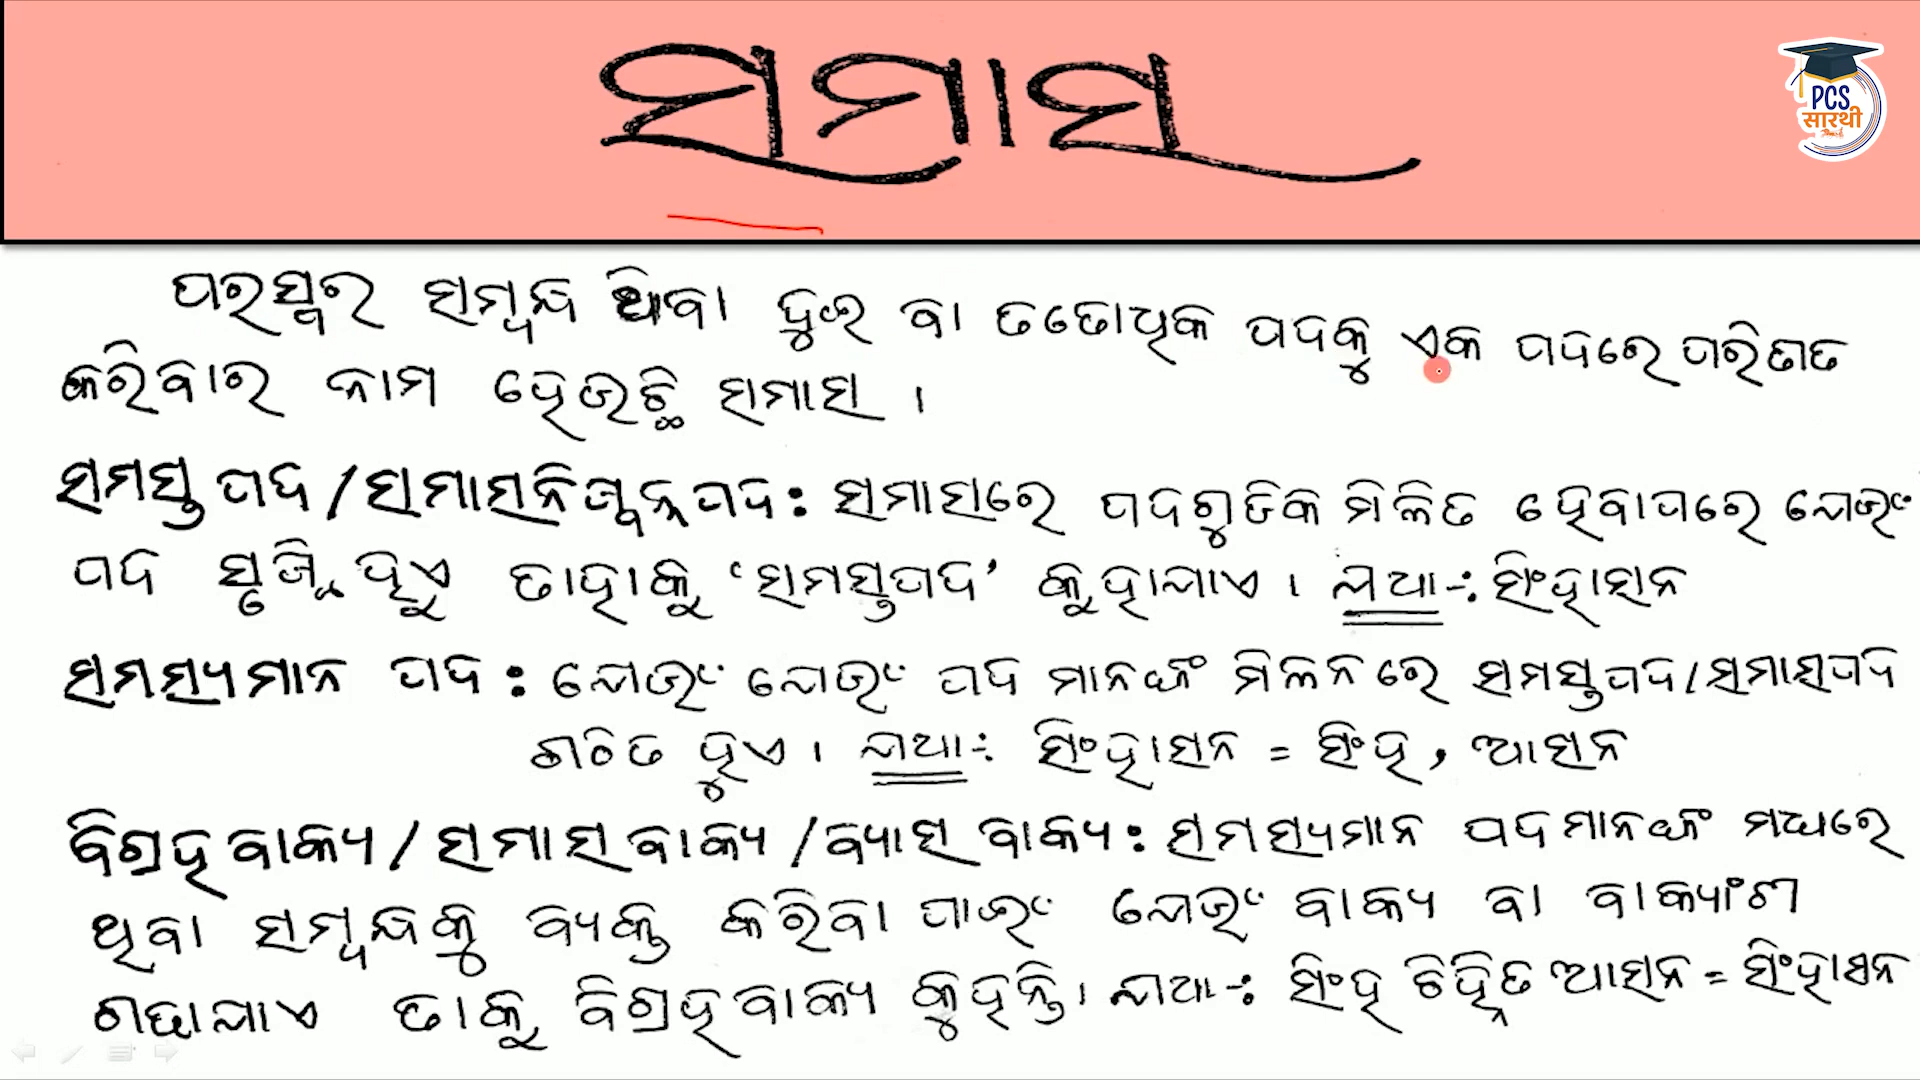 ସମାସ
PCS
सारथी
ପରସ୍ପର ସମ୍ବନ୍ଧ ଥିବା ଦୁଇ ବା ତତୋଧିକ ପଦକୁ ଏକ ପଦରେ ପରିଣତ
କରିବାର ନାମ ହେଉଛି ସମାସ ।
ସମସ୍ତ ପଦ / ସମାସନିଷ୍ପନ୍ନ ପଦ : ସମାସରେ ପଦଗୁଡିକ ମିଳିତ ହେବାପରେ ଯେଉଁ
ପଦ ସୃଷ୍ଟି ହୁଏ ତାହାକୁ ‘ସମସ୍ତପଦ’ କୁହାଯାଏ । ଯଥା-: ସିଂହାସନ
ସମସ୍ୟମାନ ପଦ : ଯେଉଁ ଯେଉଁ ପଦ ମାନଙ୍କ ମିଳନରେ ସମସ୍ତପଦ/ସମାସପଦ
ଗଠିତ ହୁଏ । ଯଥା-: ସିଂହାସନ = ସିଂହ, ଆସନ
ବିଗ୍ରହ ବାକ୍ୟ / ସମାସ ବାକ୍ୟ / ବ୍ୟାସ ବାକ୍ୟ : ସମସ୍ୟମାନ ପଦମାନଙ୍କ ମଧ୍ୟରେ
ଥିବା ସମ୍ବନ୍ଧକୁ ବ୍ୟକ୍ତ କରିବା ପାଇଁ ଯେଉଁ ବାକ୍ୟ ବା ବାକ୍ୟାଂଶ
ଗଢାଯାଏ ତାକୁ ବିଗ୍ରହ ବାକ୍ୟ କୁହନ୍ତି । ଯଥା-: ସିଂହ ଚିହ୍ନିତ ଆସନ = ସିଂହାସନ